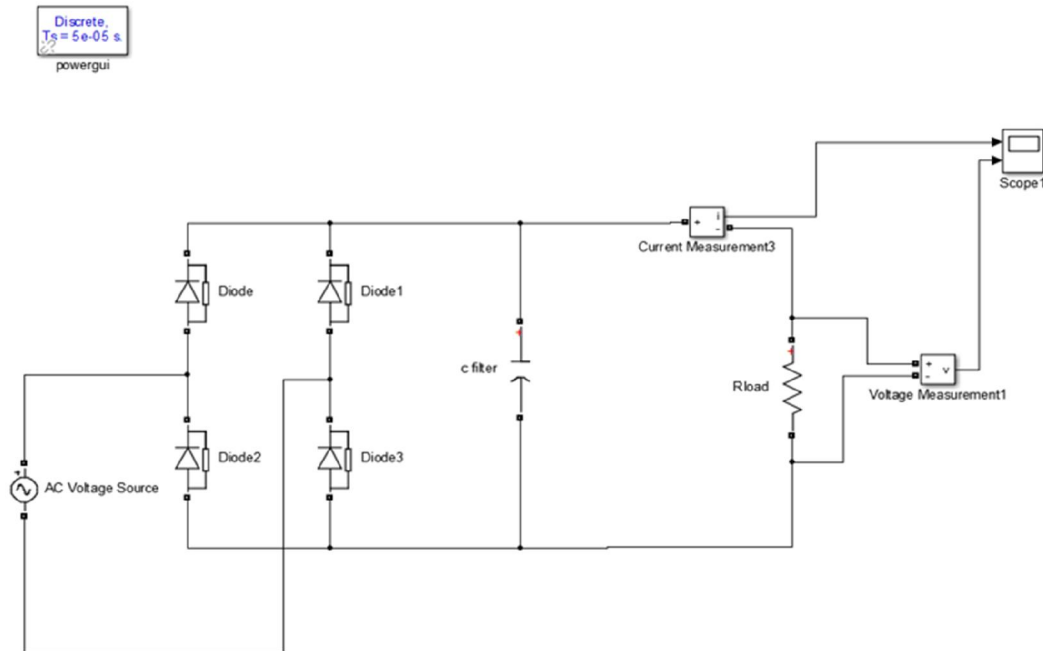 Discrete,
Ts = 5e-05 s.
powergui
Scope1
i
+
-
Current Measurement3
Diode
Diode1
+
c filter
+
Rload
+
-
v
Voltage Measurement1
Diode2
Diode3
+
AC Voltage Source